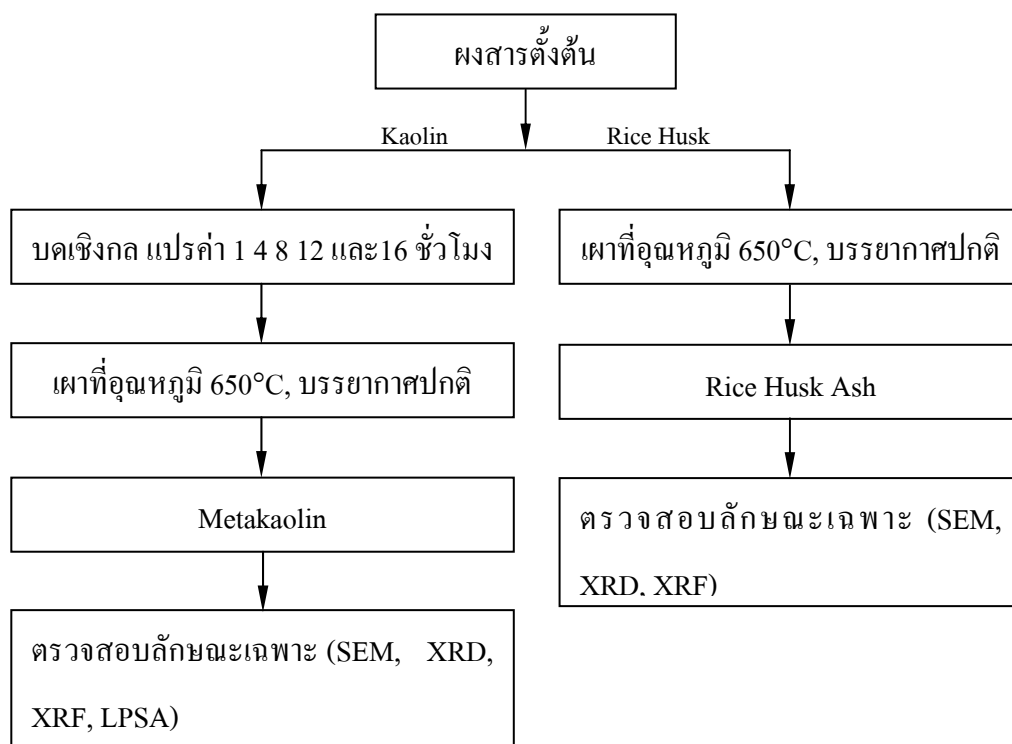 ผงสารตั้งต้น
Kaolin
Rice Husk
บดเชิงกล แปรค่า 1 4 8 12 และ16 ชั่วโมง
เผาที่อุณหภูมิ 650°C, บรรยากาศปกติ
Metakaolin
ตรวจสอบลักษณะเฉพาะ (SEM, XRD,
XRF, LPSA)
เผาที่อุณหภูมิ 650°C, บรรยากาศปกติ
Rice Husk Ash
ตรวจสอบลักษณะเฉพาะ (SEM,
XRD, XRF)